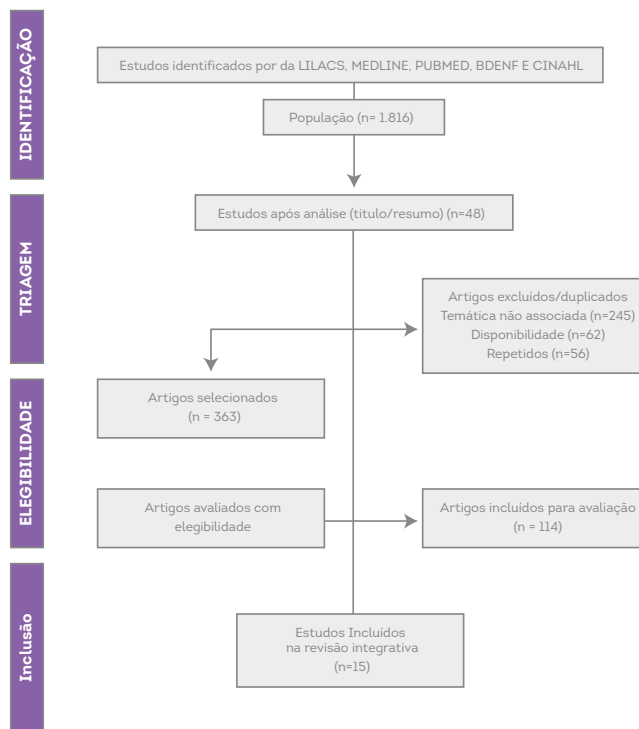 IDENTIFICAÇÃO
Estudos identificados por da LILACS, MEDLINE, PUBMED, BDENF E CINAHL
População (n= 1.816)
TRIAGEM
Estudos após análise (titulo/resumo) (n=48)
Artigos excluídos/duplicados
Temática não associada (n=245)
Disponibilidade (n=62)
Repetidos (n=56)
ELEGIBILIDADE
Artigos selecionados
(n = 363)
Artigos avaliados com
elegibilidade
Artigos incluídos para avaliação
(n = 114)
Inclusão
Estudos Incluídos
na revisão integrativa
(n=15)